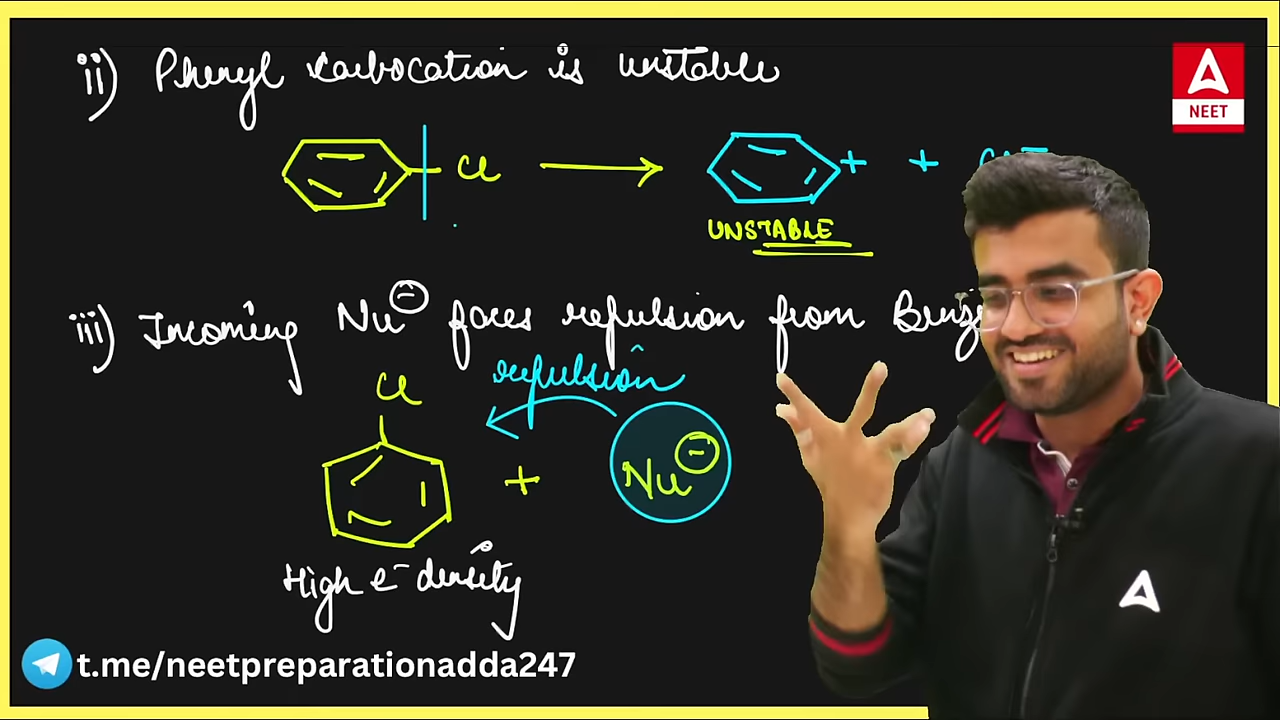 ii) Phenyl carbocation is unstable
NEET
Cl
+ +
UNSTABLE
iii) Incoming Nu⊖ faces repulsion from
repulsion
Cl
+ Nu⊖
High e⁻ density
t.me/neetpreparationadda247